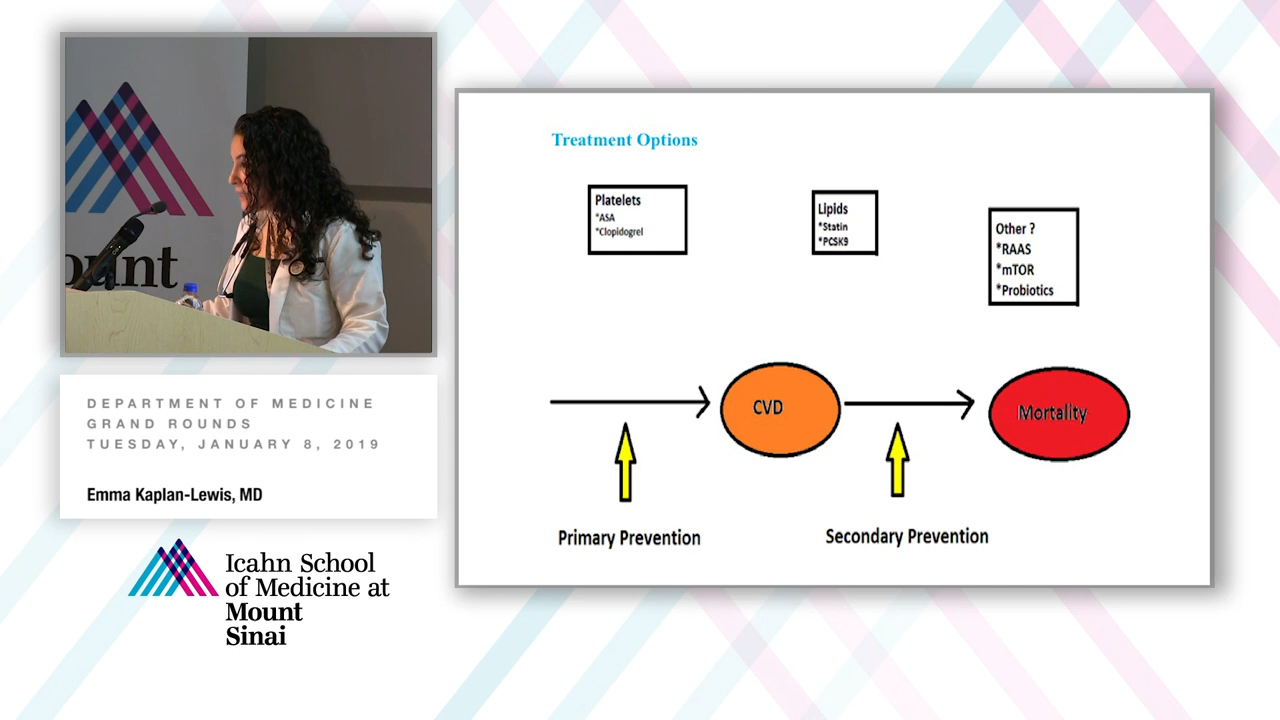 ount
DEPARTMENT OF MEDICINE
GRAND ROUNDS
TUESDAY, JANUARY 8, 2019
Emma Kaplan-Lewis, MD
Icahn School
of Medicine at
Mount
Sinai
Treatment Options
Platelets
*ASA
*Clopidogrel
Lipids
*Statin
*PCSK9
Other ?
*RAAS
*mTOR
*Probiotics
CVD
Mortality
Primary Prevention
Secondary Prevention